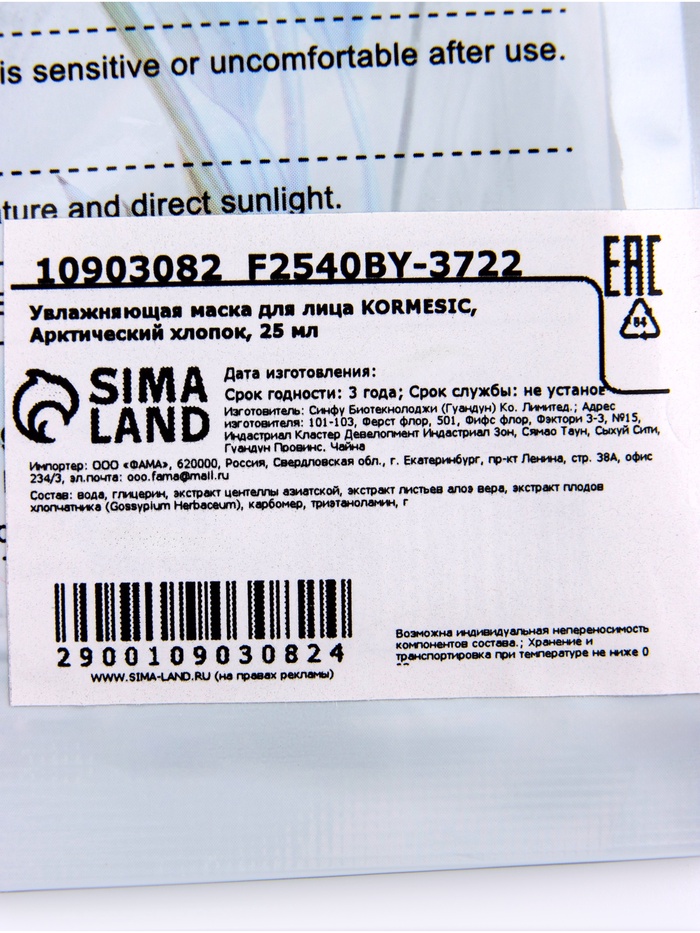 is sensitive or uncomfortable after use.
ture and direct sunlight.
10903082 F2540BY-3722
EAC
Увлажняющая маска для лица KORMESIC,
Арктический хлопок, 25 мл
84
SIMA
LAND
Дата изготовления:
Срок годности: 3 года; Срок службы: не установ
Изготовитель: Синфу Биотекнолоджи (Гуандун) Ко. Лимитед.; Адрес
изготовителя: 101-103, Ферст флор, 501, Фифс флор, Фэктори 3-3, №15,
Индастриал Кластер Девелопмент Индастриал Зон, Сямао Таун, Сыхуй Сити,
Гуандун Провинс. Чайна
Импортер: ООО «ФАМА», 620000, Россия, Свердловская обл., г. Екатеринбург, пр-кт Ленина, стр. 38А, офис
234/3, эл.почта: ooo.fama@mail.ru
Состав: вода, глицерин, экстракт центеллы азиатской, экстракт листьев алоэ вера, экстракт плодов
хлопчатника (Gossypium Herbaceum), карбомер, триэтаноламин, г
2900109030824
WWW.SIMA-LAND.RU (на правах рекламы)
Возможна индивидуальная непереносимость
компонентов состава.; Хранение и
транспортировка при температуре не ниже 0